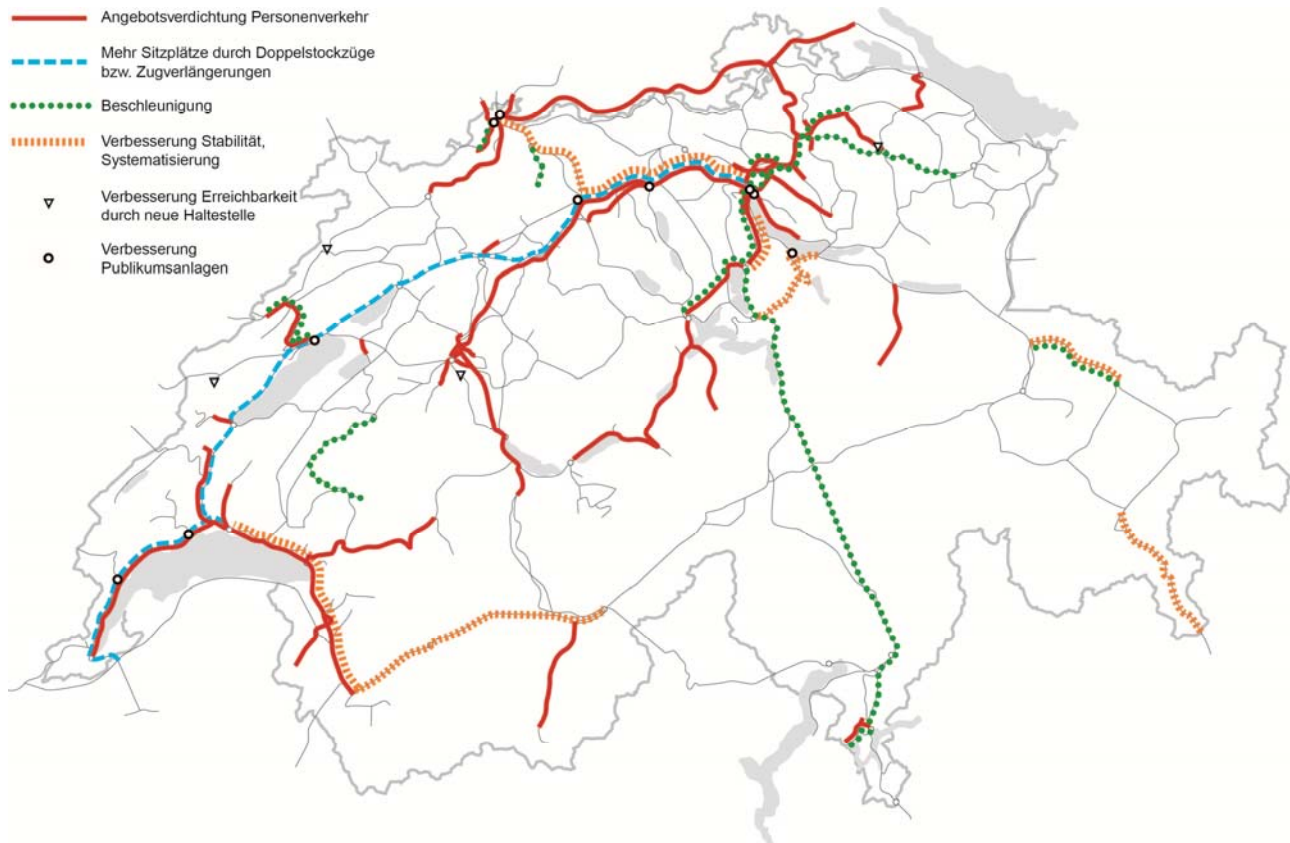 Angebotsverdichtung Personenverkehr
Mehr Sitzplätze durch Doppelstockzüge
bzw. Zugverlängerungen
Beschleunigung
Verbesserung Stabilität,
Systematisierung
Verbesserung Erreichbarkeit
durch neue Haltestelle
Verbesserung
Publikumsanlagen